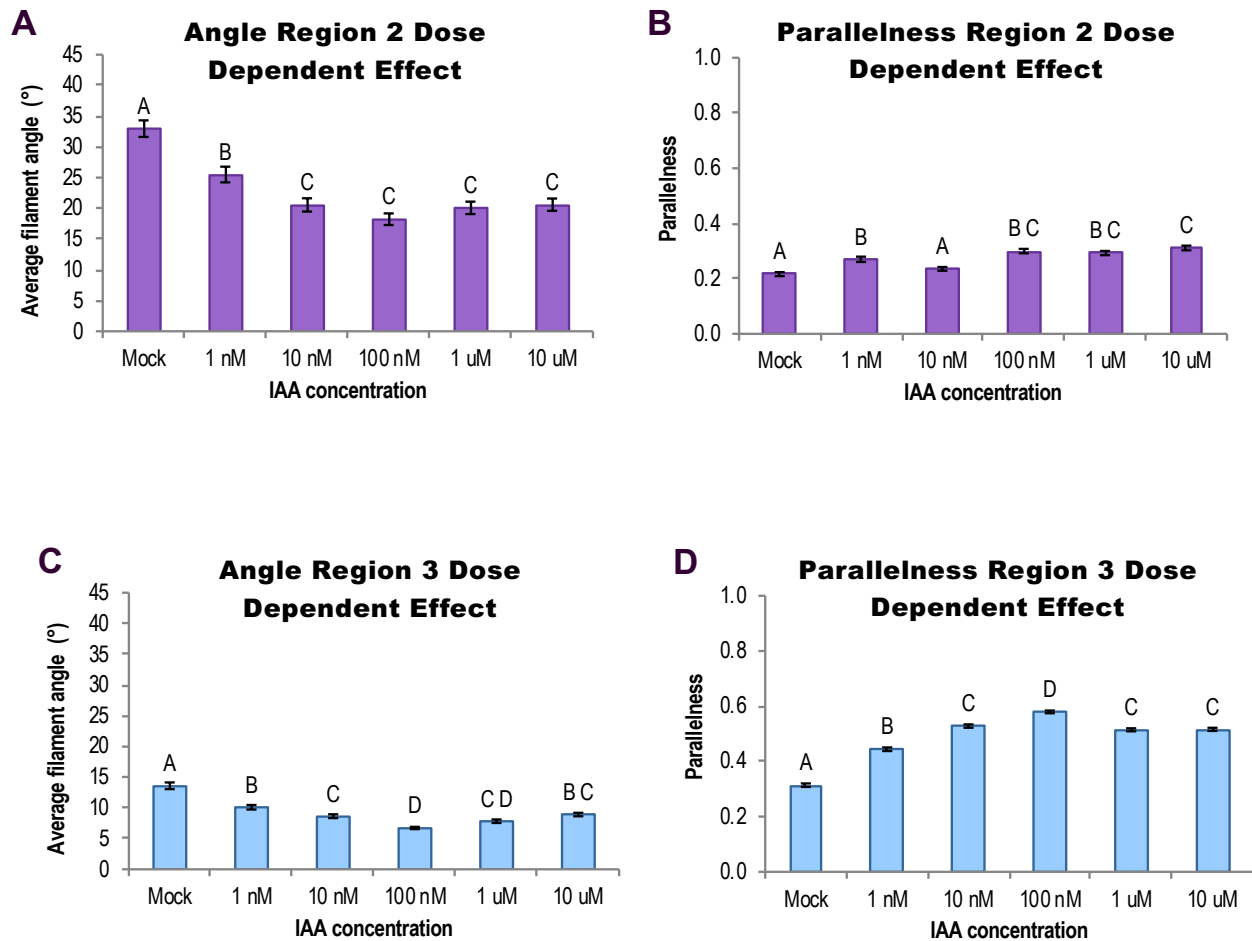 A
Angle Region 2 Dose
Dependent Effect
Average filament angle (°)
45
40
35
30
25
20
15
10
5
0
A
B
C
C
C
C
Mock
1 nM
10 nM
100 nM
1 uM
10 uM
IAA concentration
B
Parallelness Region 2 Dose
Dependent Effect
Parallelness
1.0
0.8
0.6
0.4
0.2
0.0
A
B
A
B C
B C
C
Mock
1 nM
10 nM
100 nM
1 uM
10 uM
IAA concentration
C
Angle Region 3 Dose
Dependent Effect
Average filament angle (°)
45
40
35
30
25
20
15
10
5
0
A
B
C
D
C D
B C
Mock
1 nM
10 nM
100 nM
1 uM
10 uM
IAA concentration
D
Parallelness Region 3 Dose
Dependent Effect
Parallelness
1.0
0.8
0.6
0.4
0.2
0.0
A
B
C
D
C
C
Mock
1 nM
10 nM
100 nM
1 uM
10 uM
IAA concentration